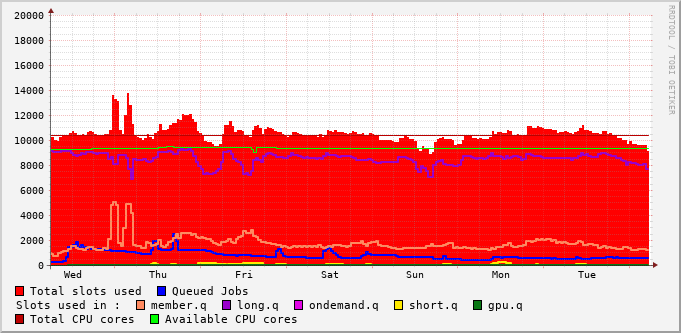 20000
18000
16000
14000
12000
10000
8000
6000
4000
2000
0
Wed Thu Fri Sat Sun Mon Tue
RRDTOOL / TOBI OETIKER
Total slots used Queued Jobs
Slots used in : member.q long.q ondemand.q short.q gpu.q
Total CPU cores Available CPU cores